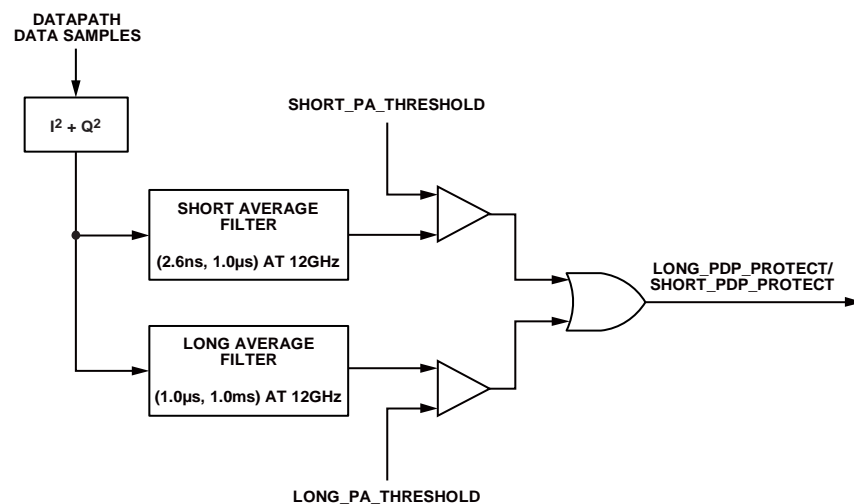 DATAPATH
DATA SAMPLES
I² + Q²
SHORT_PA_THRESHOLD
SHORT AVERAGE
FILTER
(2.6ns, 1.0µs) AT 12GHz
LONG_PDP_PROTECT/
SHORT_PDP_PROTECT
LONG AVERAGE
FILTER
(1.0µs, 1.0ms) AT 12GHz
LONG_PA_THRESHOLD